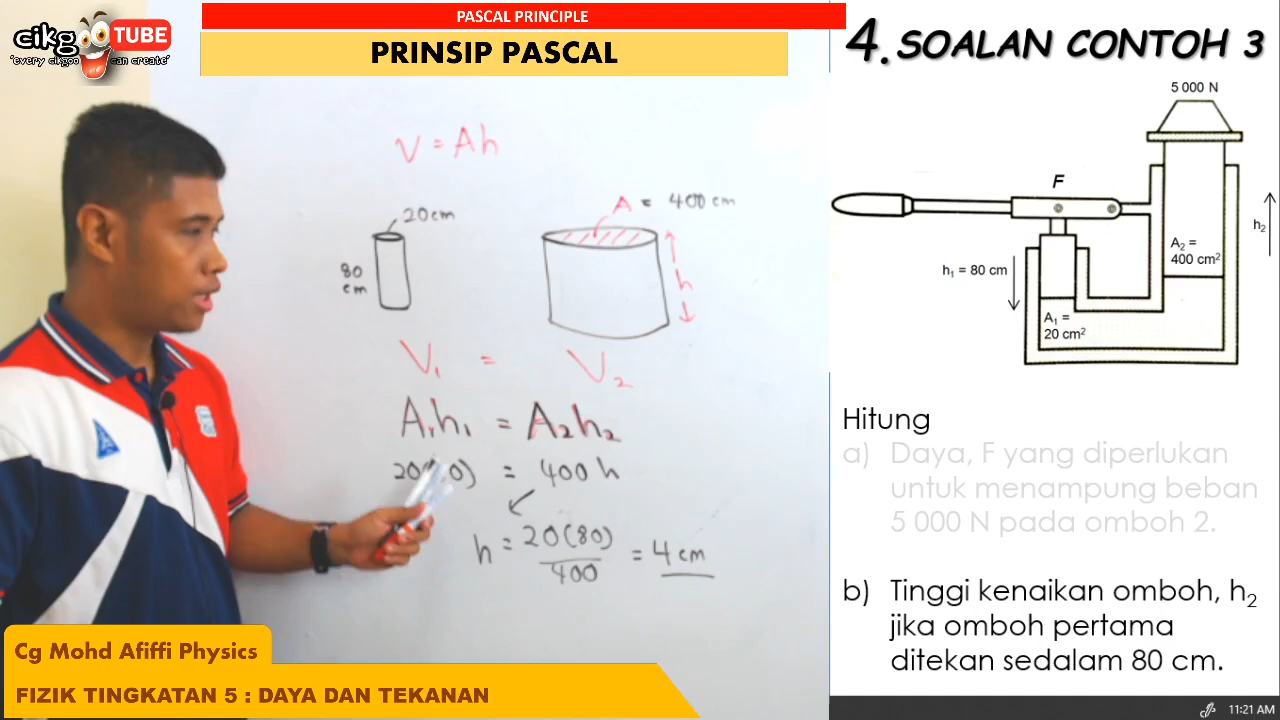 cikgooTUBE
'every cikgoo can create'
PASCAL PRINCIPLE
PRINSIP PASCAL
V = Ah
20cm
80
cm
A = 400 cm
h
V₁ = V₂
A₁h₁ = A₂h₂
= 400 h
h = 20(80)
400
= 4 cm
Cg Mohd Afiffi Physics
FIZIK TINGKATAN 5 : DAYA DAN TEKANAN
4. SOALAN CONTOH 3
5 000 N
F
h₂
A₂ =
400 cm²
h₁ = 80 cm
A₁ =
20 cm²
Hitung
a) Daya, F yang diperlukan
untuk menampung beban
5 000 N pada omboh 2.
b) Tinggi kenaikan omboh, h₂
jika omboh pertama
ditekan sedalam 80 cm.
11:21 AM